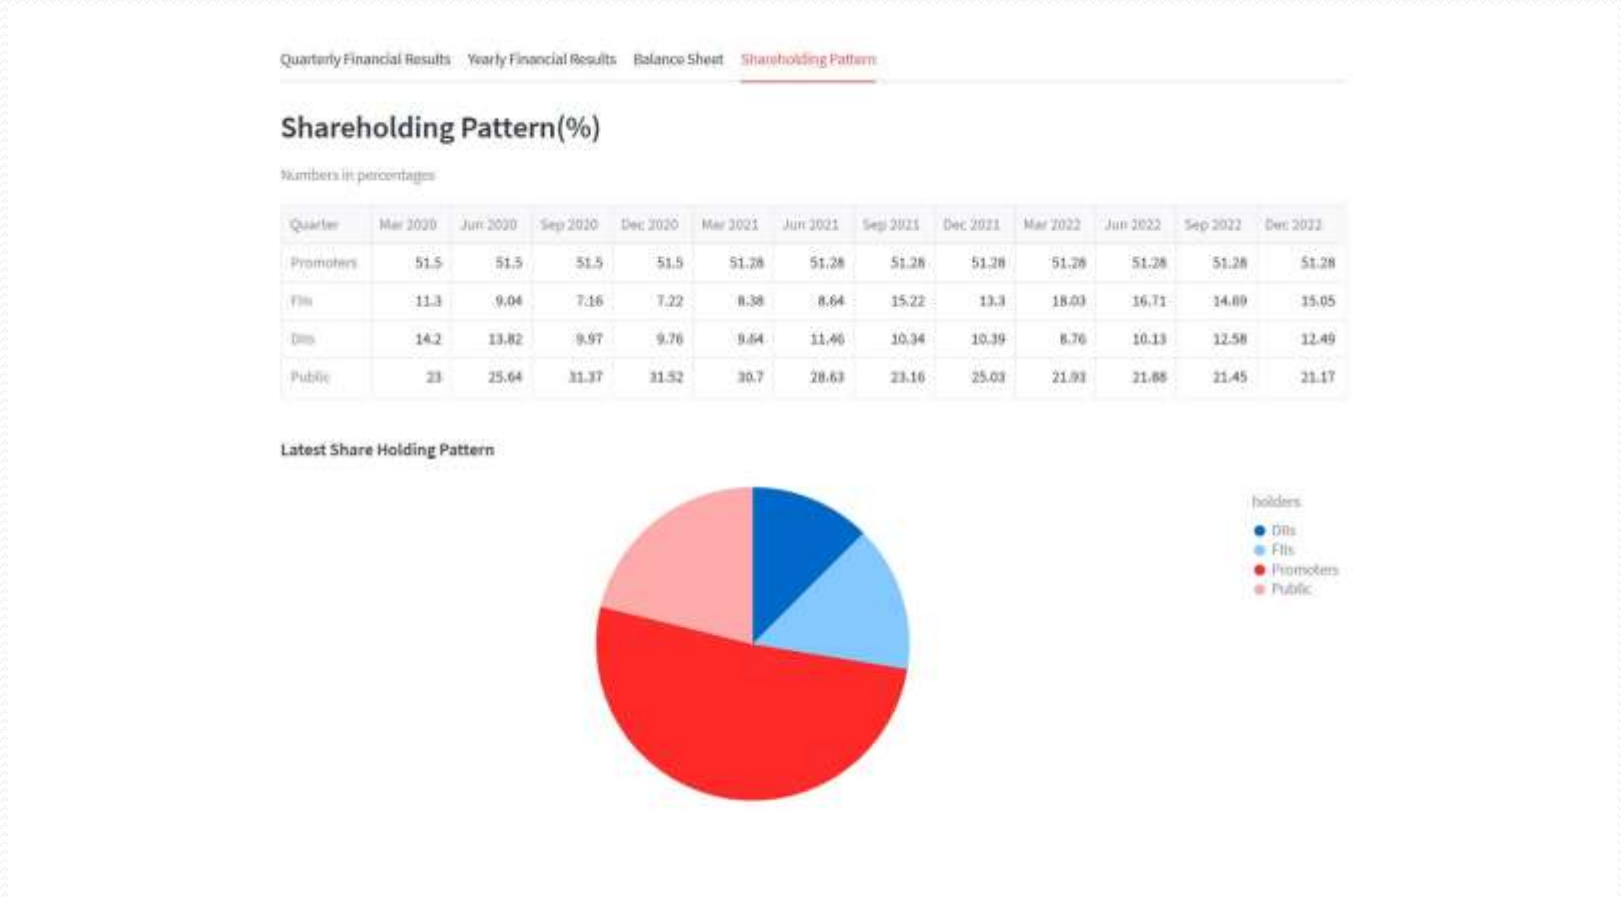 Quarterly Financial Results Yearly Financial Results Balance Sheet Shareholding Pattern
Shareholding Pattern(%)
Numbers in percentages
Quarter Mar 2020 Jun 2020 Sep 2020 Dec 2020 Mar 2021 Jun 2021 Sep 2021 Dec 2021 Mar 2022 Jun 2022 Sep 2022 Dec 2022
Promoters 51.5 51.5 51.5 51.5 51.28 51.28 51.28 51.28 51.28 51.28 51.28 51.28
FIIs 11.3 9.04 7.16 7.22 8.38 8.64 15.22 13.3 18.03 16.71 14.69 15.05
DIIs 14.2 13.82 9.97 9.76 9.64 11.46 10.34 10.39 8.76 10.13 12.58 12.49
Public 23 25.64 31.37 31.52 30.7 28.63 23.16 25.03 21.93 21.88 21.45 21.17
Latest Share Holding Pattern
holders
DIIs
FIIs
Promoters
Public